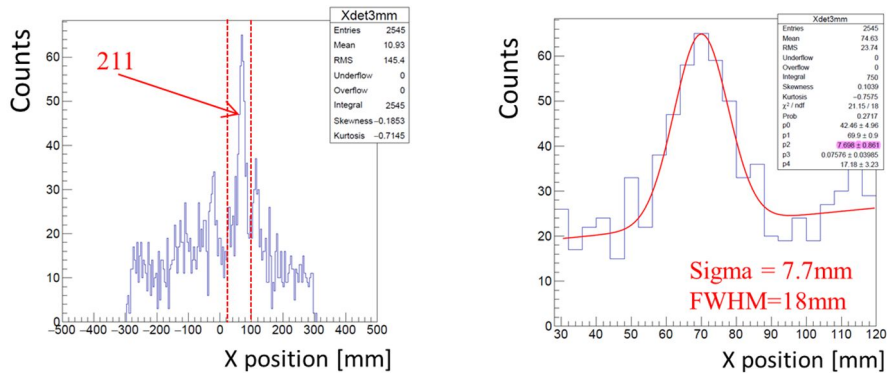 Xdet3mm
Entries 2545
Mean 10.93
RMS 145.4
Underflow 0
Overflow 0
Integral 2545
Skewness -0.1853
Kurtosis -0.7145
211
Counts
60
50
40
30
20
10
0
-500 -400 -300 -200 -100 0 100 200 300 400 500
X position [mm]
Xdet3mm
Entries 2545
Mean 74.63
RMS 23.74
Underflow 0
Overflow 0
Integral 750
Skewness 0.1039
Kurtosis -0.7575
χ² / ndf 21.15 / 18
Prob 0.2717
p0 42.46 ± 4.96
p1 69.9 ± 0.9
p2 7.698 ± 0.861
p3 0.07576 ± 0.03985
p4 17.18 ± 3.23
Counts
60
50
40
30
20
10
0
Sigma = 7.7mm
FWHM=18mm
30 40 50 60 70 80 90 100 110 120
X position [mm]